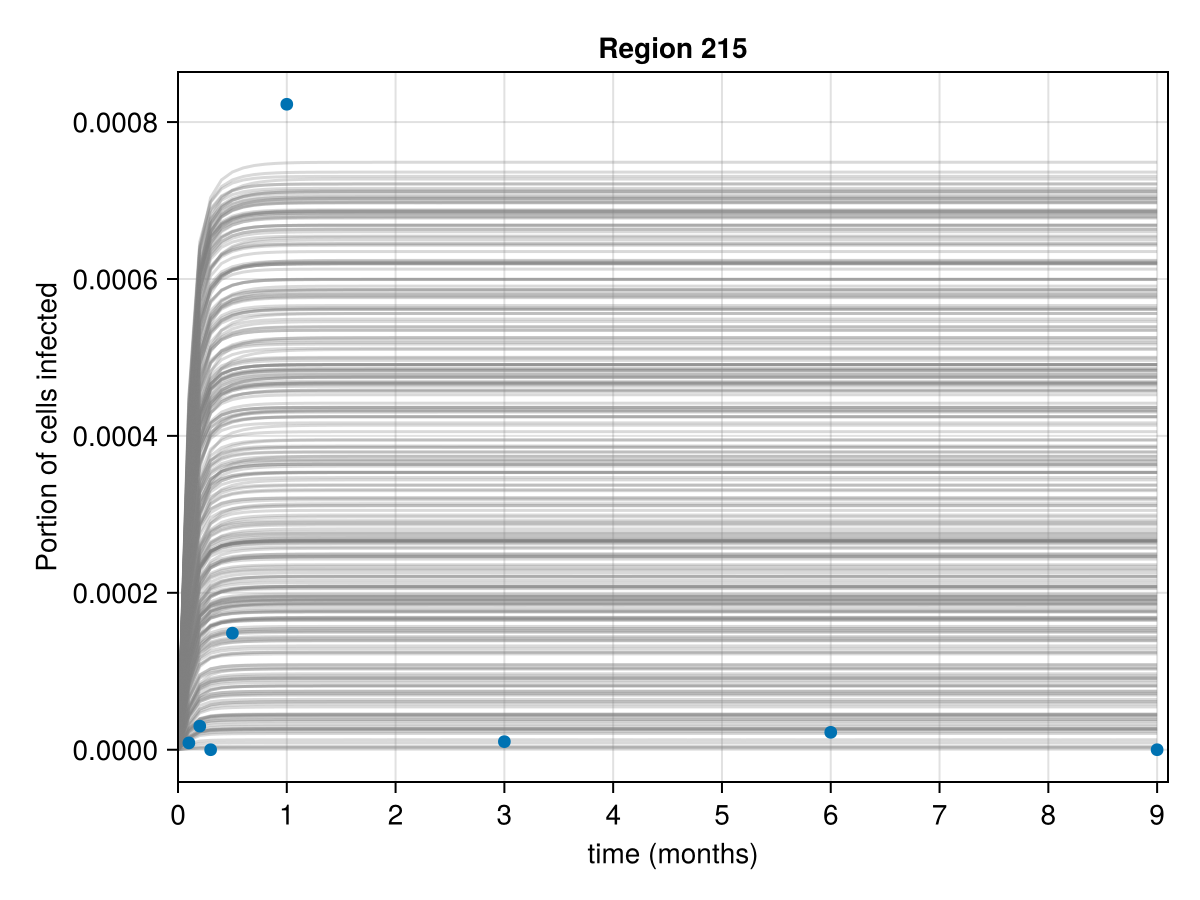 Region 215
Portion of cells infected
0.0008
0.0006
0.0004
0.0002
0.0000
0 1 2 3 4 5 6 7 8 9
time (months)